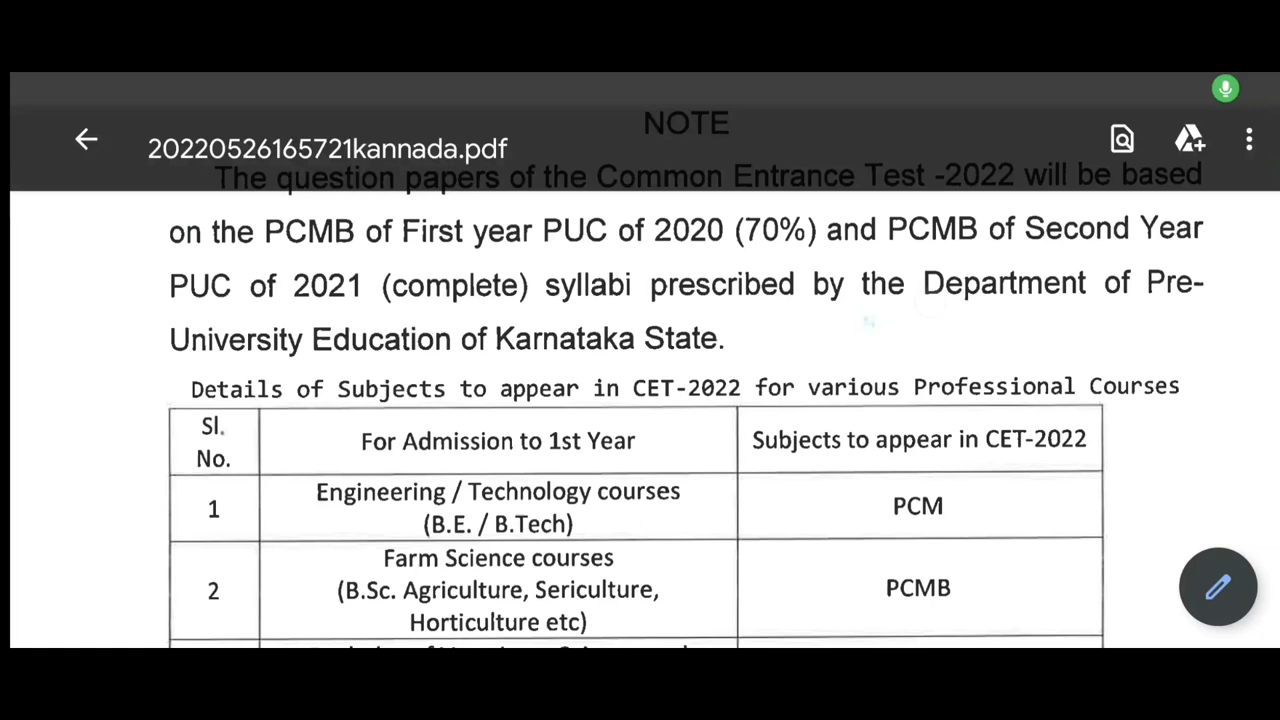 NOTE
20220526165721kannada.pdf
The question papers of the Common Entrance Test -2022 will be based
on the PCMB of First year PUC of 2020 (70%) and PCMB of Second Year
PUC of 2021 (complete) syllabi prescribed by the Department of Pre-
University Education of Karnataka State.
Details of Subjects to appear in CET-2022 for various Professional Courses
Sl. No. For Admission to 1st Year Subjects to appear in CET-2022
1 Engineering / Technology courses PCM
(B.E. / B.Tech)
2 Farm Science courses PCMB
(B.Sc. Agriculture, Sericulture,
Horticulture etc)